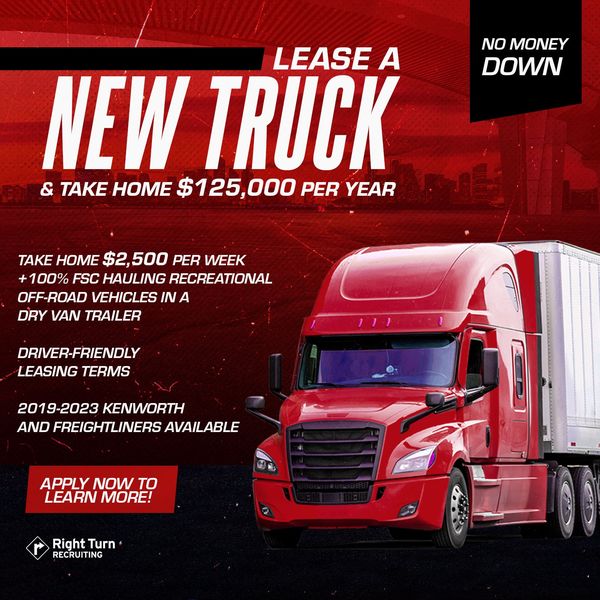 NO MONEY
DOWN
LEASE A
NEW TRUCK
& TAKE HOME $125,000 PER YEAR
TAKE HOME $2,500 PER WEEK
+100% FSC HAULING RECREATIONAL
OFF-ROAD VEHICLES IN A
DRY VAN TRAILER
DRIVER-FRIENDLY
LEASING TERMS
2019-2023 KENWORTH
AND FREIGHTLINERS AVAILABLE
APPLY NOW TO
LEARN MORE!
Right Turn
RECRUITING